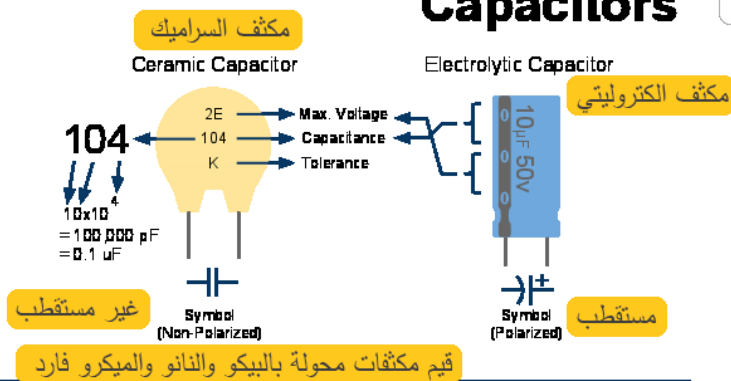 Capacitors
مكثف السراميك
Ceramic Capacitor
Electrolytic Capacitor
مكثف الكتروليتي
2E
Max. Voltage
104
104
Capacitance
K
Tolerance
10µF 50v
10x10⁴
=100,000 pF
=0.1 uF
غير مستقطب
Symbol
(Non-Polarized)
+
Symbol
(Polarized)
مستقطب
قيم مكثفات محولة بالبيكو والنانو والميكرو فارد